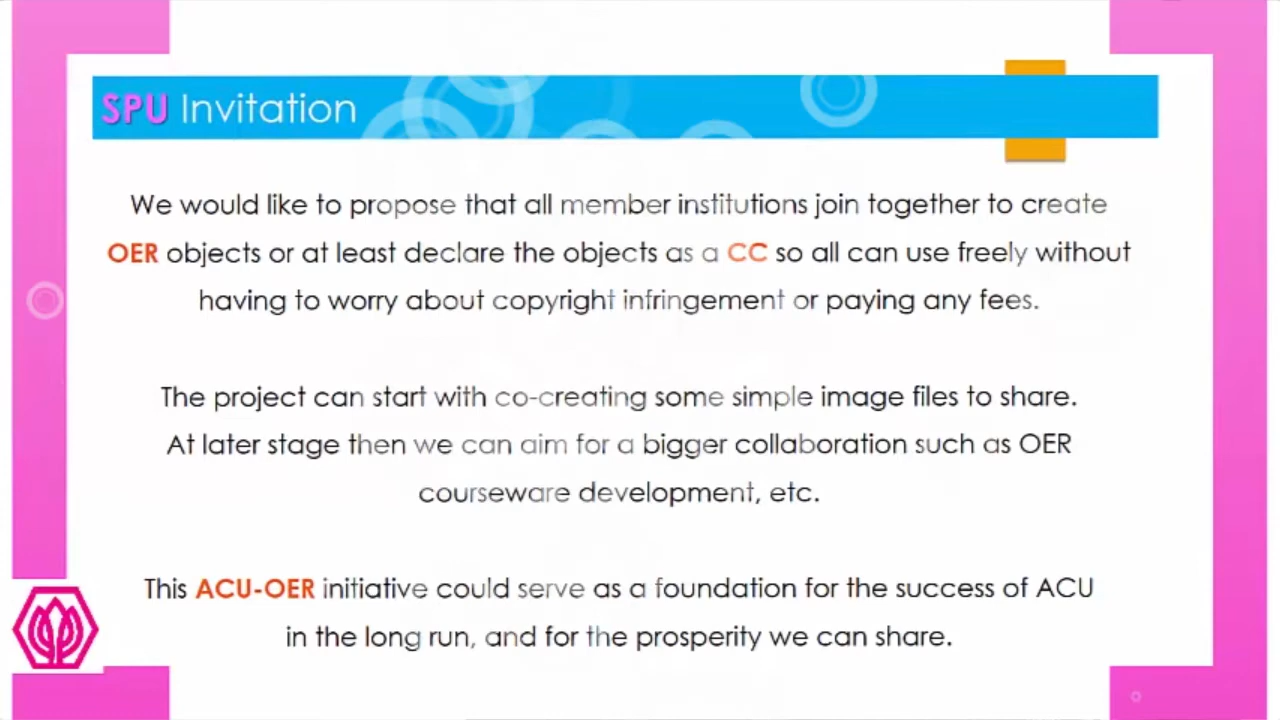 SPU Invitation
We would like to propose that all member institutions join together to create
OER objects or at least declare the objects as a CC so all can use freely without
having to worry about copyright infringement or paying any fees.
The project can start with co-creating some simple image files to share.
At later stage then we can aim for a bigger collaboration such as OER
courseware development, etc.
This ACU-OER initiative could serve as a foundation for the success of ACU
in the long run, and for the prosperity we can share.